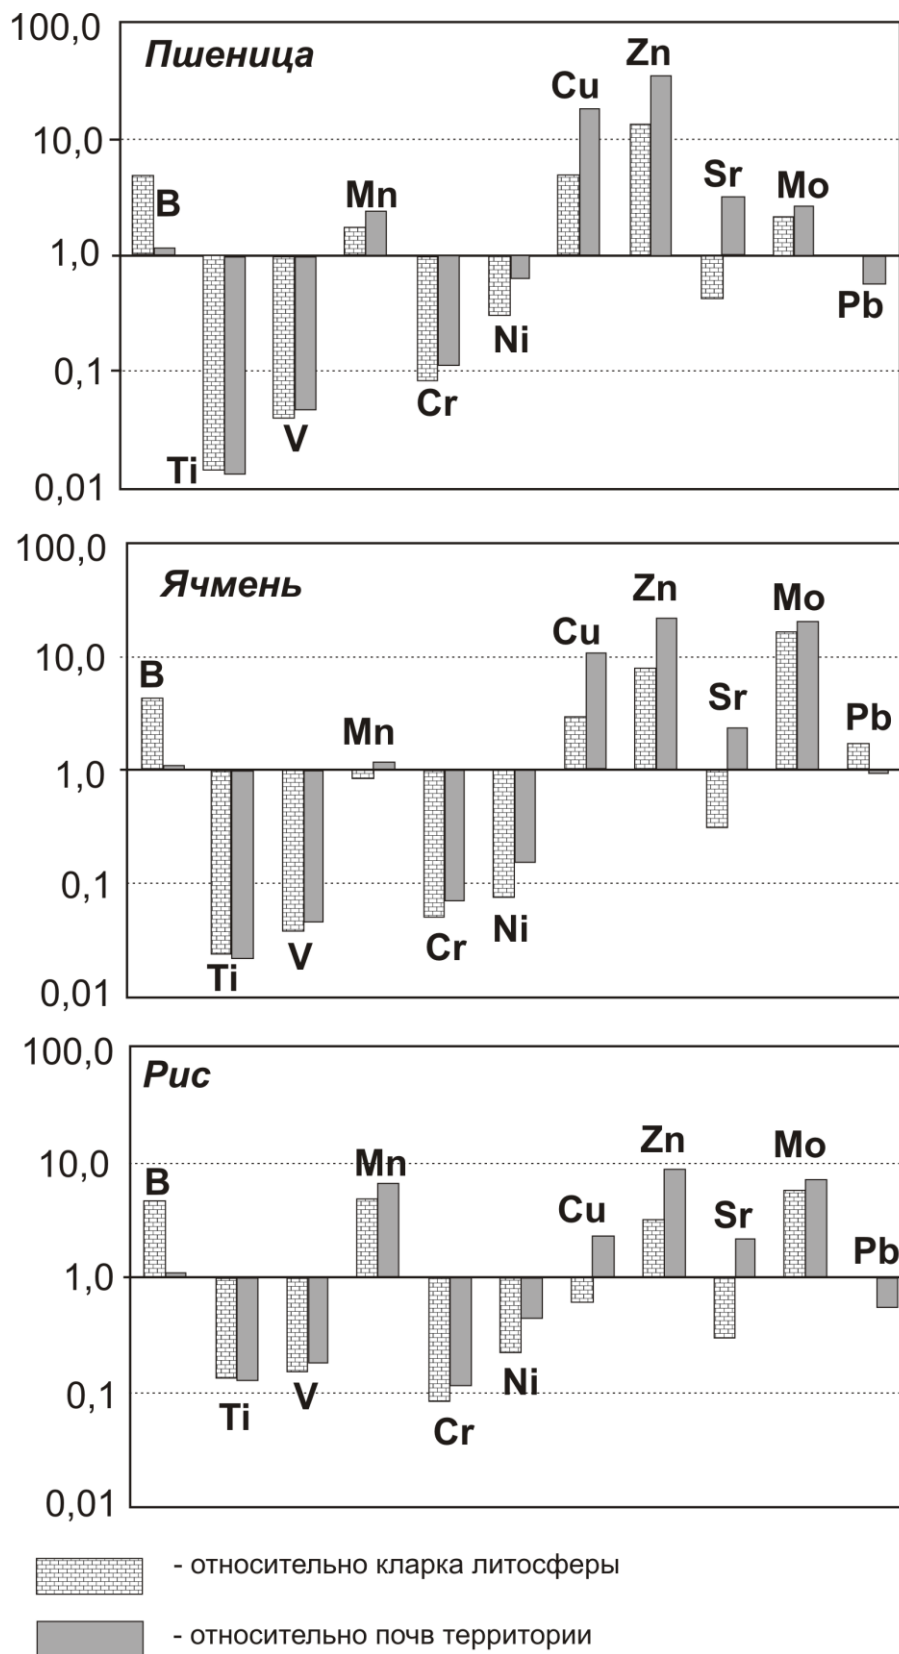 100,0
Пшеница
Zn
Cu
10,0
Mn
Sr
Mo
B
1,0
Pb
Ni
0,1
Cr
V
Ti
0,01
100,0
Ячмень
Zn
Mo
Cu
10,0
B
Sr
Pb
Mn
1,0
0,1
Ni
Cr
V
Ti
0,01
100,0
Рис
Zn
Mo
10,0
Mn
B
Cu
Sr
Pb
1,0
Ni
0,1
V
Ti
Cr
0,01
- относительно кларка литосферы
- относительно почв территории